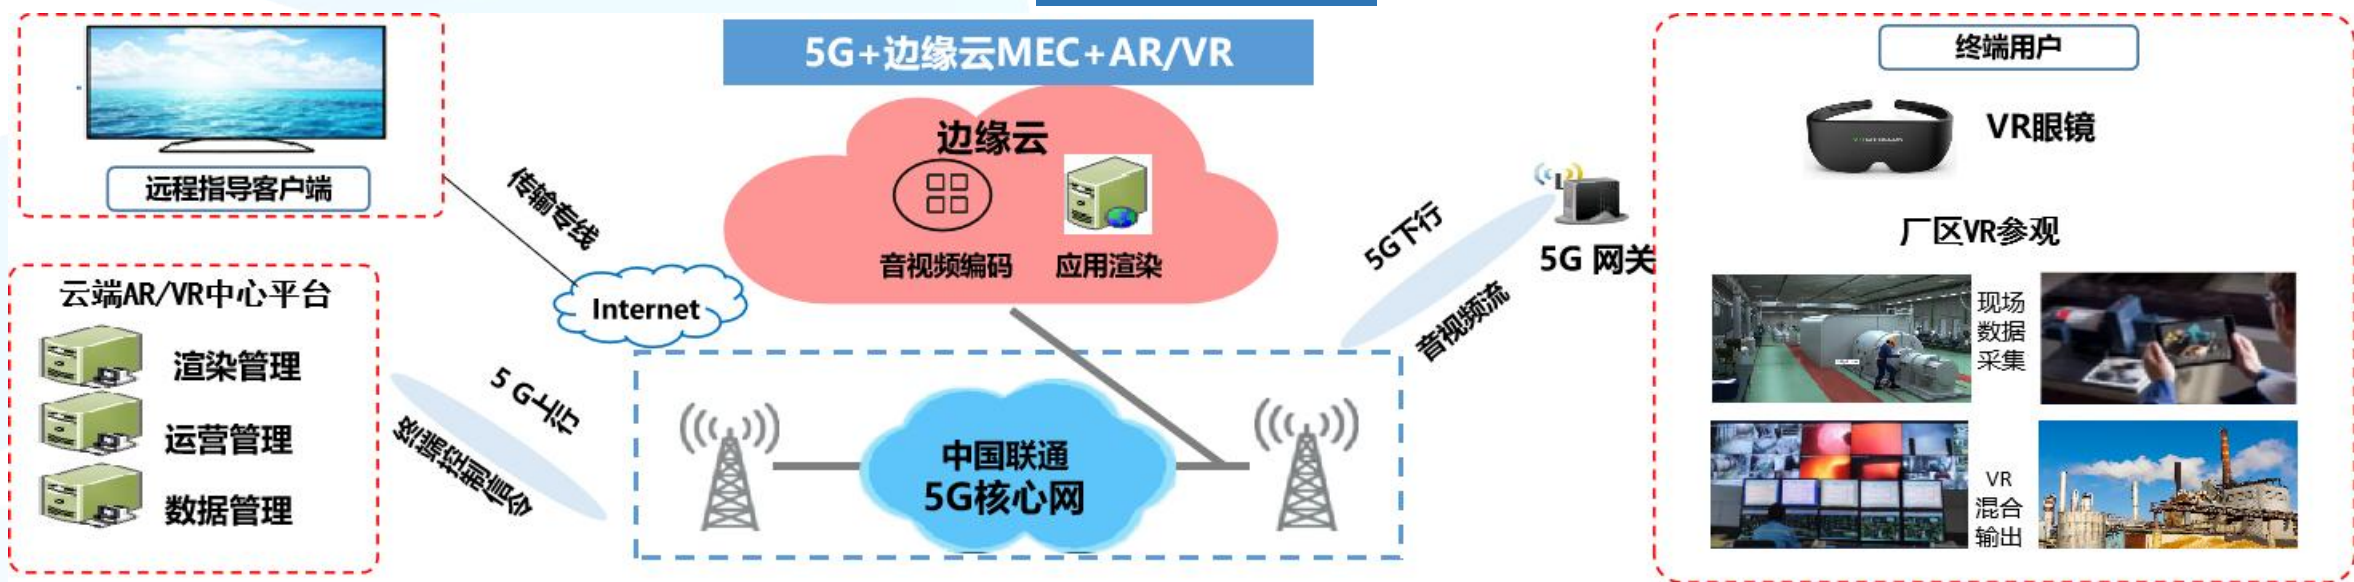 5G+边缘云MEC+AR/VR
远程指导客户端
传输专线
Internet
云端AR/VR中心平台
渲染管理
运营管理
数据管理
5 G上行
终端控制信令
边缘云
音视频编码
应用渲染
中国联通
5G核心网
5G下行
音视频流
5G 网关
终端用户
VR眼镜
厂区VR参观
现场
数据
采集
VR
混合
输出